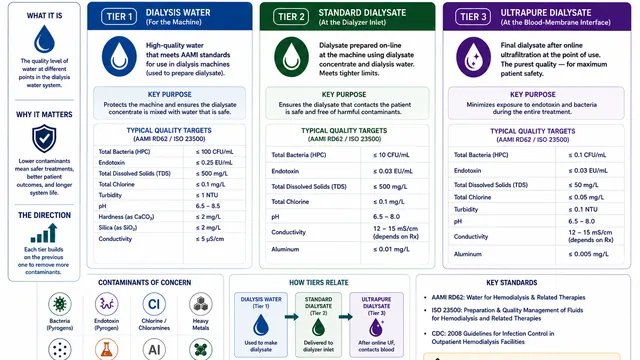 WHAT IT IS
The quality level of
water at different
points in the dialysis
water system.
WHY IT MATTERS
Lower contaminants
mean safer treatments,
better patient
outcomes, and longer
system life.
THE DIRECTION
Each tier builds
on the previous
one to remove more
contaminants.
TIER 1
DIALYSIS WATER
(For the Machine)
High-quality water
that meets AAMI standards
for use in dialysis machines
(used to prepare dialysate).
KEY PURPOSE
Protects the machine and ensures the dialysate
concentrate is mixed with water that is safe.
TYPICAL QUALITY TARGETS
(AAMI RD62 / ISO 23500)
Total Bacteria (HPC) ≤ 100 CFU/mL
Endotoxin ≤ 0.25 EU/mL
Total Dissolved Solids (TDS) ≤ 500 mg/L
Total Chlorine ≤ 0.1 mg/L
Turbidity ≤ 1 NTU
pH 6.5 – 8.5
Hardness (as CaCO₃) ≤ 2 mg/L
Silica (as SiO₂) ≤ 2 mg/L
Conductivity ≤ 5 µS/cm
TIER 2
STANDARD DIALYSATE
(At the Dialyzer Inlet)
Dialysate prepared on-line
at the machine using dialysate
concentrate and dialysis water.
Meets tighter limits.
KEY PURPOSE
Ensures the dialysate that contacts the patient
is safe and free of harmful contaminants.
TYPICAL QUALITY TARGETS
(AAMI RD62 / ISO 23500)
Total Bacteria (HPC) ≤ 10 CFU/mL
Endotoxin ≤ 0.03 EU/mL
Total Dissolved Solids (TDS) ≤ 500 mg/L
Total Chlorine ≤ 0.1 mg/L
pH 6.5 – 8.0
Conductivity 12 – 15 mS/cm
(depends on Rx)
Aluminum ≤ 0.01 mg/L
TIER 3
ULTRAPURE DIALYSATE
(At the Blood-Membrane Interface)
Final dialysate after online
ultrafiltration at the point of use.
The purest quality — for maximum
patient safety.
KEY PURPOSE
Minimizes exposure to endotoxin and bacteria
during the entire treatment.
TYPICAL QUALITY TARGETS
(AAMI RD62 / ISO 23500)
Total Bacteria (HPC) ≤ 0.1 CFU/mL
Endotoxin ≤ 0.03 EU/mL
Total Dissolved Solids (TDS) ≤ 50 mg/L
Total Chlorine ≤ 0.05 mg/L
Turbidity ≤ 0.1 NTU
pH 6.5 – 8.0
Conductivity 12 – 15 mS/cm
(depends on Rx)
Aluminum ≤ 0.005 mg/L
CONTAMINANTS OF CONCERN
Bacteria
(Pyrogens)
Endotoxin
(Pyrogen)
Cl
Chlorine /
Chloramines
Heavy
Metals
Al
HOW TIERS RELATE
DIALYSIS WATER
(Tier 1)
Used to make
dialysate
STANDARD
DIALYSATE
(Tier 2)
Delivered to
dialyzer inlet
ULTRAPURE
DIALYSATE
(Tier 3)
After online UF,
contacts blood
KEY STANDARDS
• AAMI RD62: Water for Hemodialysis & Related Therapies
• ISO 23500: Preparation & Quality Management of Fluids
for Hemodialysis and Related Therapies
• CDC: 2008 Guidelines for Infection Control in
Outpatient Hemodialysis Facilities